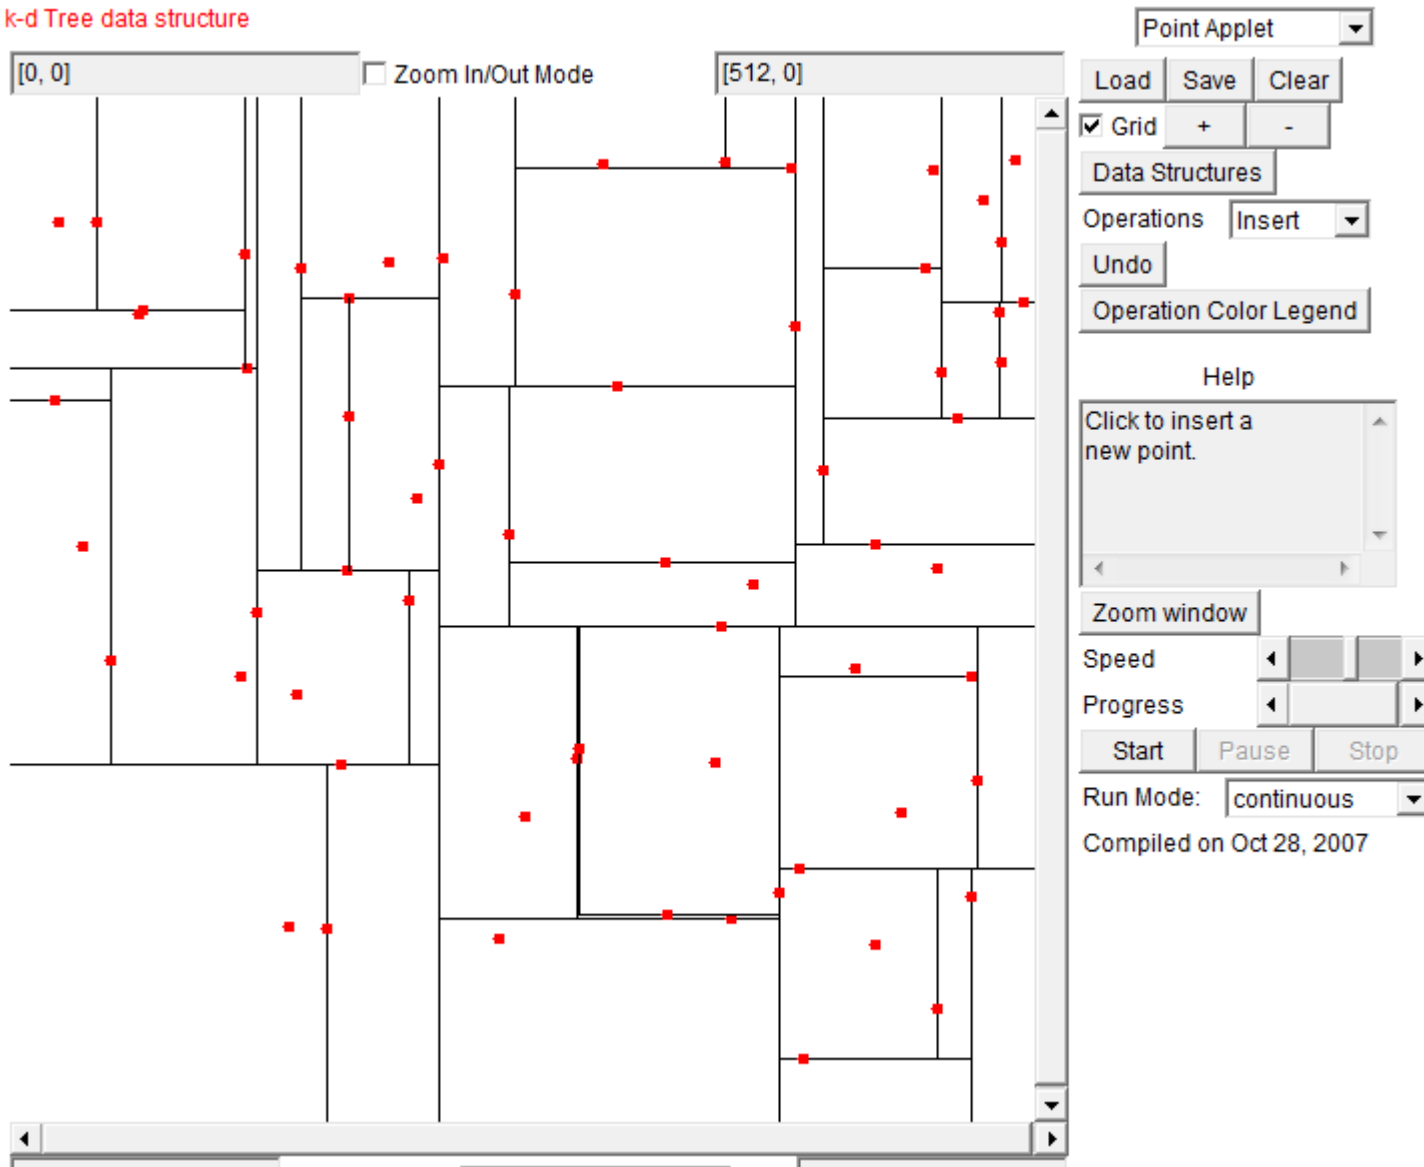 k-d Tree data structure
Point Applet
[0, 0]
Zoom In/Out Mode
[512, 0]
Load Save Clear
Grid + -
Data Structures
Operations Insert
Undo
Operation Color Legend
Help
Click to insert a
new point.
Zoom window
Speed
Progress
Start Pause Stop
Run Mode: continuous
Compiled on Oct 28, 2007